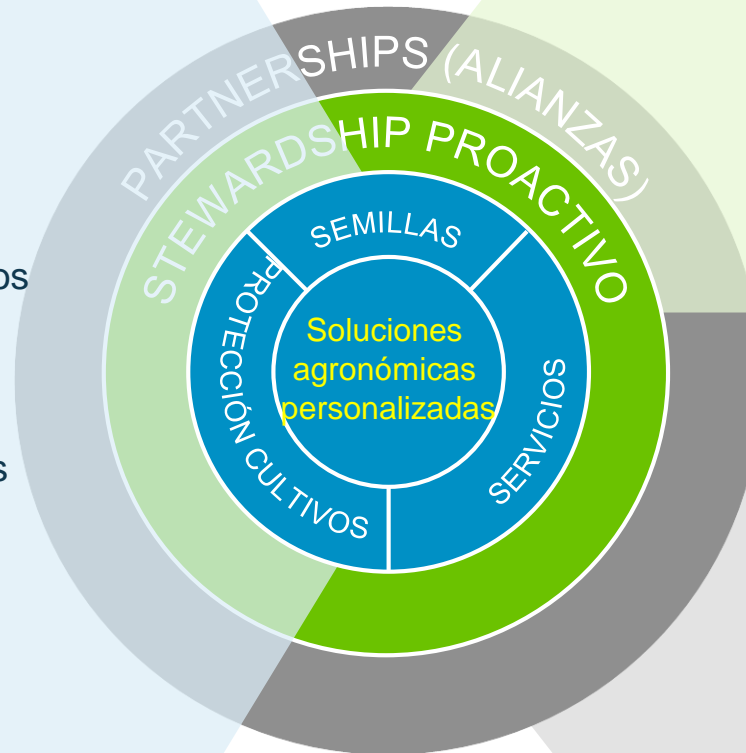 PARTNERSHIPS (ALIANZAS)
STEWARDSHIP PROACTIVO
SEMILLAS
PROTECCIÓN CULTIVOS
SERVICIOS
Soluciones
agronómicas
personalizadas